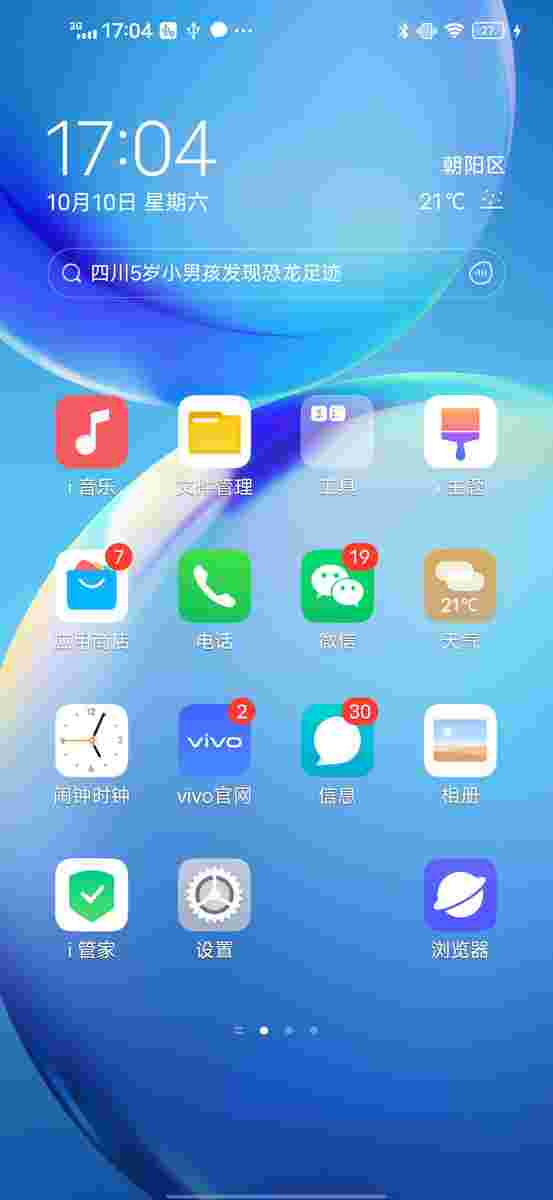 3G 17:04 27
17:04
10月10日 星期六
朝阳区
21℃
四川5岁小男孩发现恐龙足迹
i 音乐
文件管理
工具
i 主题
7
19
21℃
应用商店
电话
微信
天气
12
3
6
9
2
vivo
30
闹钟时钟
vivo官网
信息
相册
i 管家
设置
浏览器